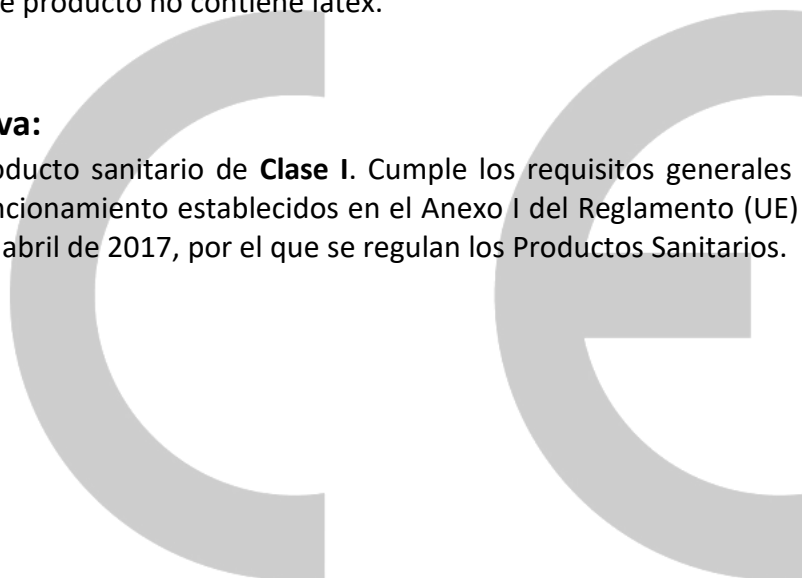 e producto no contiene látex.
va:
oducto sanitario de Clase I. Cumple los requisitos generales
ncionamiento establecidos en el Anexo I del Reglamento (UE)
abril de 2017, por el que se regulan los Productos Sanitarios.
CE